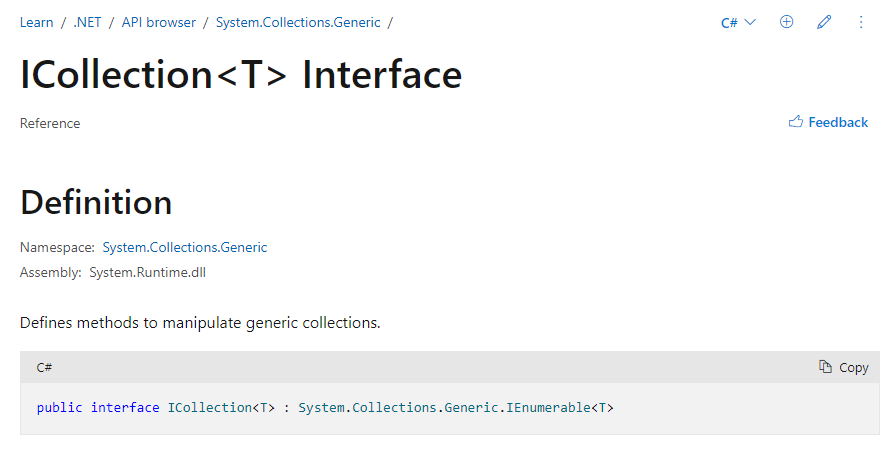 Learn / .NET / API browser / System.Collections.Generic / C#
ICollection<T> Interface
Reference Feedback
Definition
Namespace: System.Collections.Generic
Assembly: System.Runtime.dll
Defines methods to manipulate generic collections.
C# Copy
public interface ICollection<T> : System.Collections.Generic.IEnumerable<T>